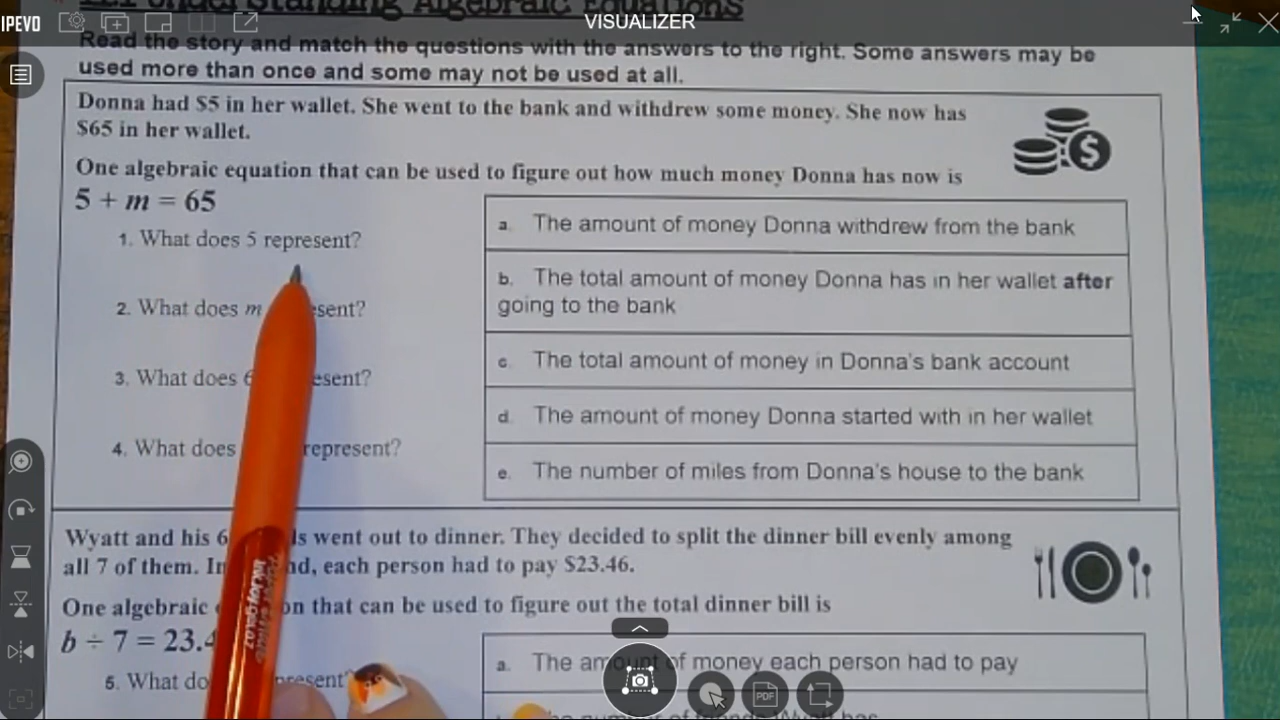 IPEVO
VISUALIZER
Algebraic Equations
Read the story and match the questions with the answers to the right. Some answers may be
used more than once and some may not be used at all.
Donna had $5 in her wallet. She went to the bank and withdrew some money. She now has
$65 in her wallet.
One algebraic equation that can be used to figure out how much money Donna has now is
5 + m = 65
1. What does 5 represent?
2. What does m
3. What does
4. What does represent?
a. The amount of money Donna withdrew from the bank
b. The total amount of money Donna has in her wallet after
going to the bank
c. The total amount of money in Donna's bank account
d. The amount of money Donna started with in her wallet
e. The number of miles from Donna's house to the bank
Wyatt and his 6 went out to dinner. They decided to split the dinner bill evenly among
all 7 of them. each person had to pay $23.46.
One algebraic that can be used to figure out the total dinner bill is
b ÷ 7 = 23.4
5. What
a. The amount of money each person had to pay
PDF